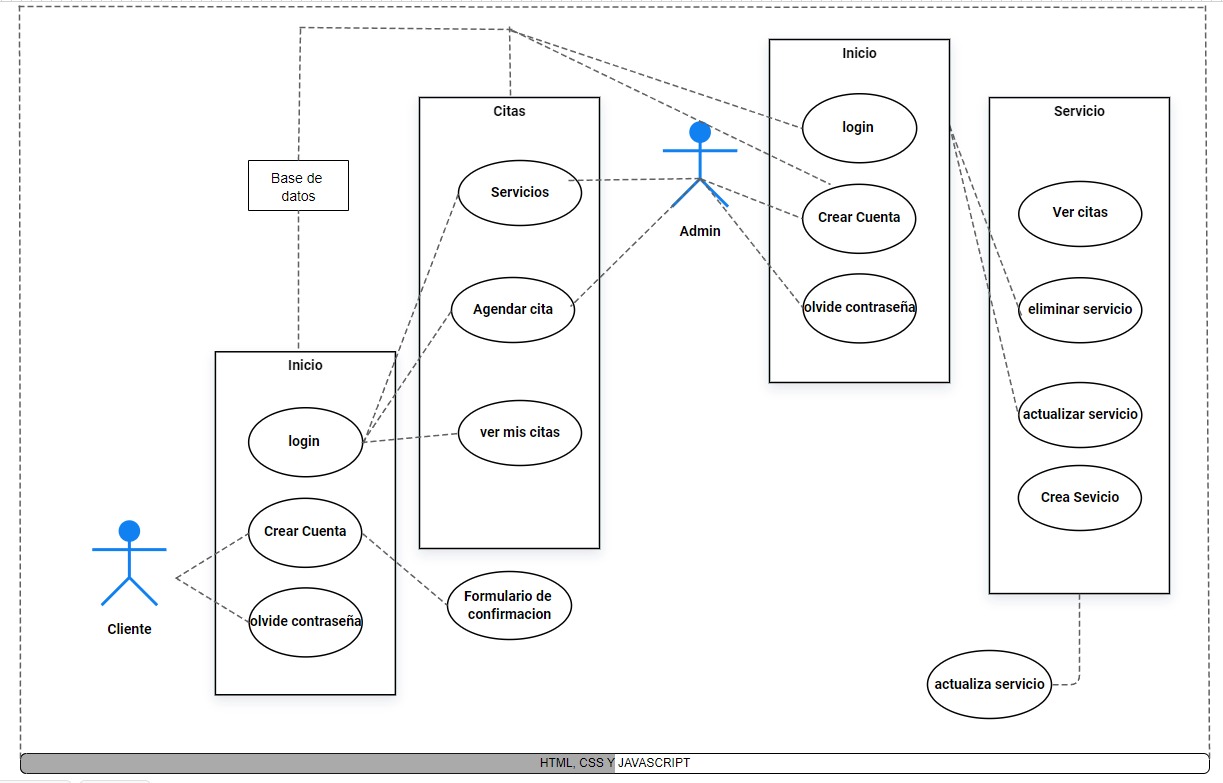 Inicio
Citas
Servicio
login
Base de
datos
Servicios
Admin
Crear Cuenta
Ver citas
Agendar cita
olvide contraseña
eliminar servicio
Inicio
login
ver mis citas
actualizar servicio
Crea Sevicio
Crear Cuenta
Formulario de
confirmacion
olvide contraseña
Cliente
actualiza servicio
HTML, CSS Y JAVASCRIPT